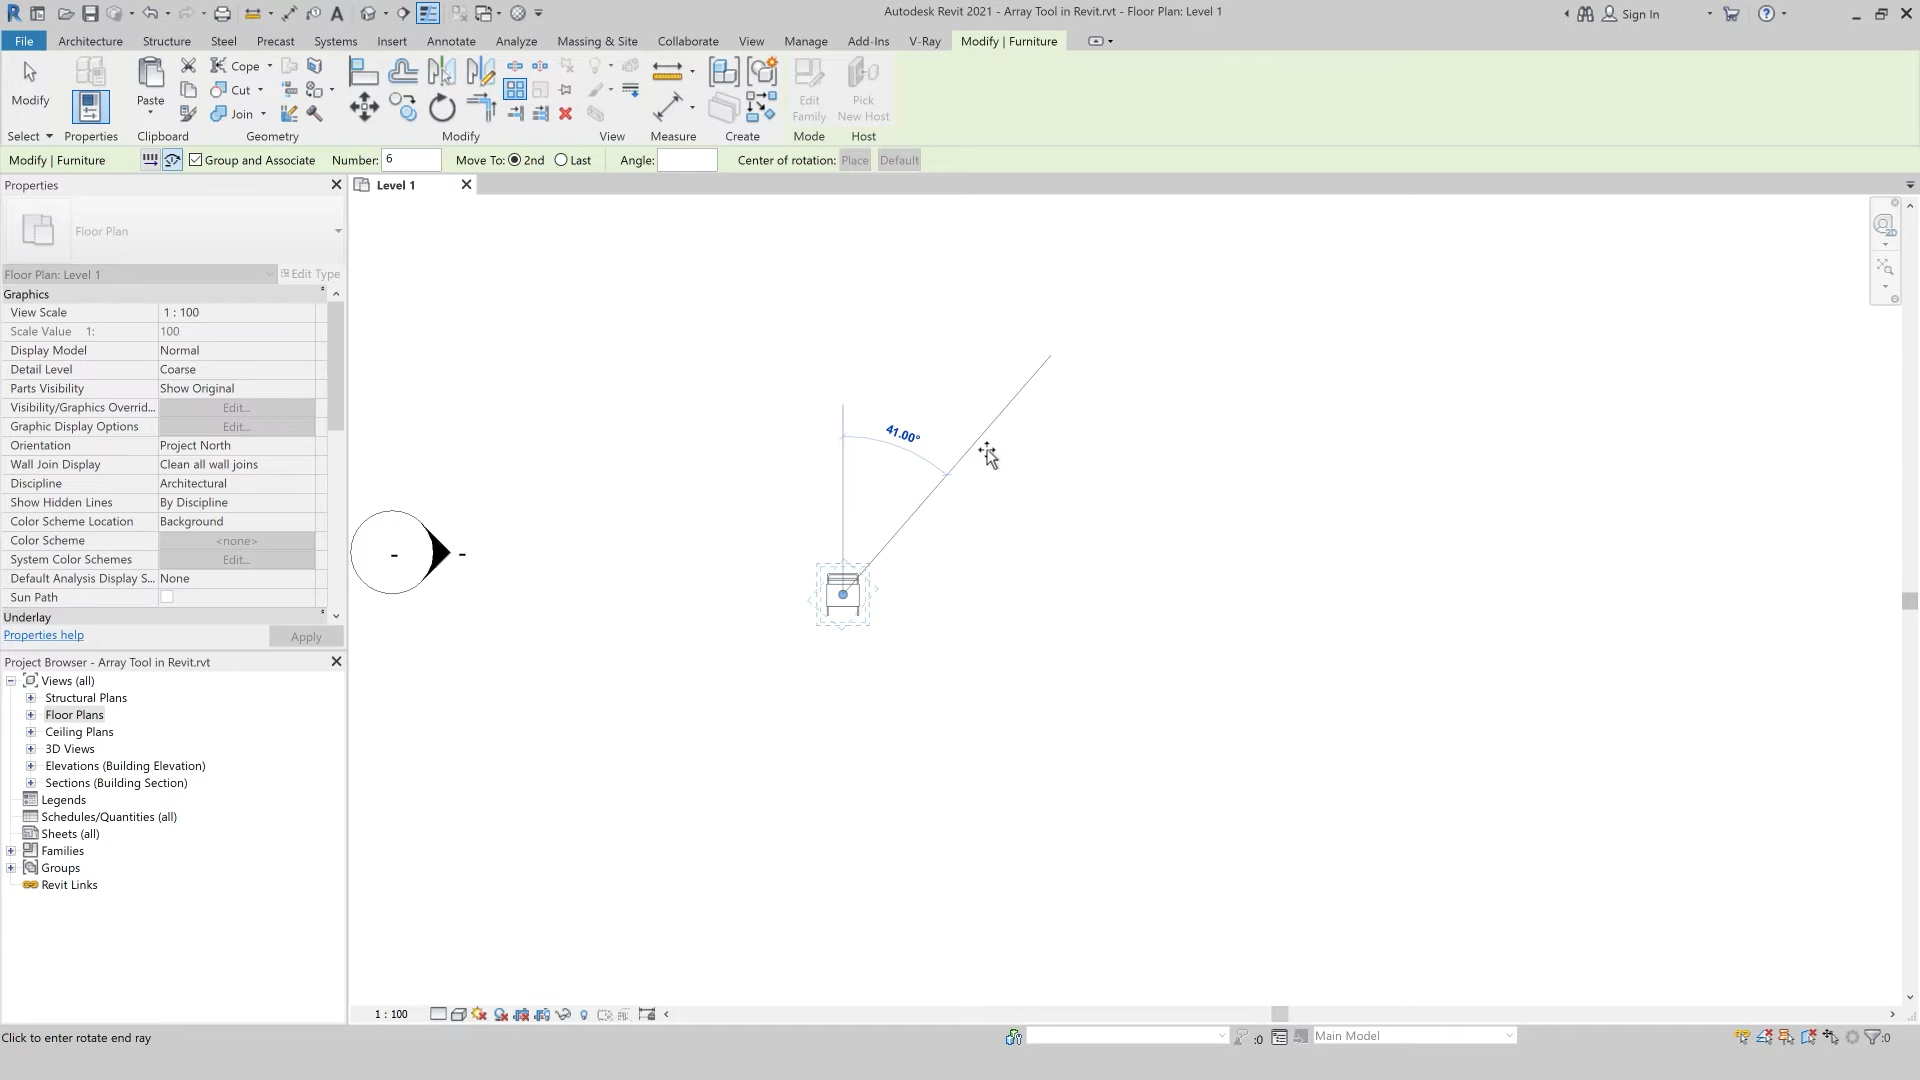 Autodesk Revit 2021 - Array Tool in Revit.rvt - Floor Plan: Level 1
Sign In
File Architecture Structure Steel Precast Systems Insert Annotate Analyze Massing & Site Collaborate View Manage Add-Ins V-Ray Modify | Furniture
Modify
Paste
Cope
Cut
Join
Edit Family
Pick New Host
Select Properties Clipboard Geometry Modify View Measure Create Mode Host
Modify | Furniture Group and Associate Number: 6 Move To: 2nd Last Angle: Center of rotation: Place Default
Properties
Level 1
Floor Plan
Floor Plan: Level 1 Edit Type
Graphics
View Scale 1 : 100
Scale Value 1: 100
Display Model Normal
Detail Level Coarse
Parts Visibility Show Original
Visibility/Graphics Overrid... Edit...
Graphic Display Options Edit...
Orientation Project North
Wall Join Display Clean all wall joins
Discipline Architectural
Show Hidden Lines By Discipline
Color Scheme Location Background
Color Scheme <none>
System Color Schemes Edit...
Default Analysis Display S... None
Sun Path
Underlay
Properties help Apply
Project Browser - Array Tool in Revit.rvt
Views (all)
Structural Plans
Floor Plans
Ceiling Plans
3D Views
Elevations (Building Elevation)
Sections (Building Section)
Legends
Schedules/Quantities (all)
Sheets (all)
Families
Groups
Revit Links
41.00°
- -
2D
1 : 100
Click to enter rotate end ray
:0
Main Model
:0